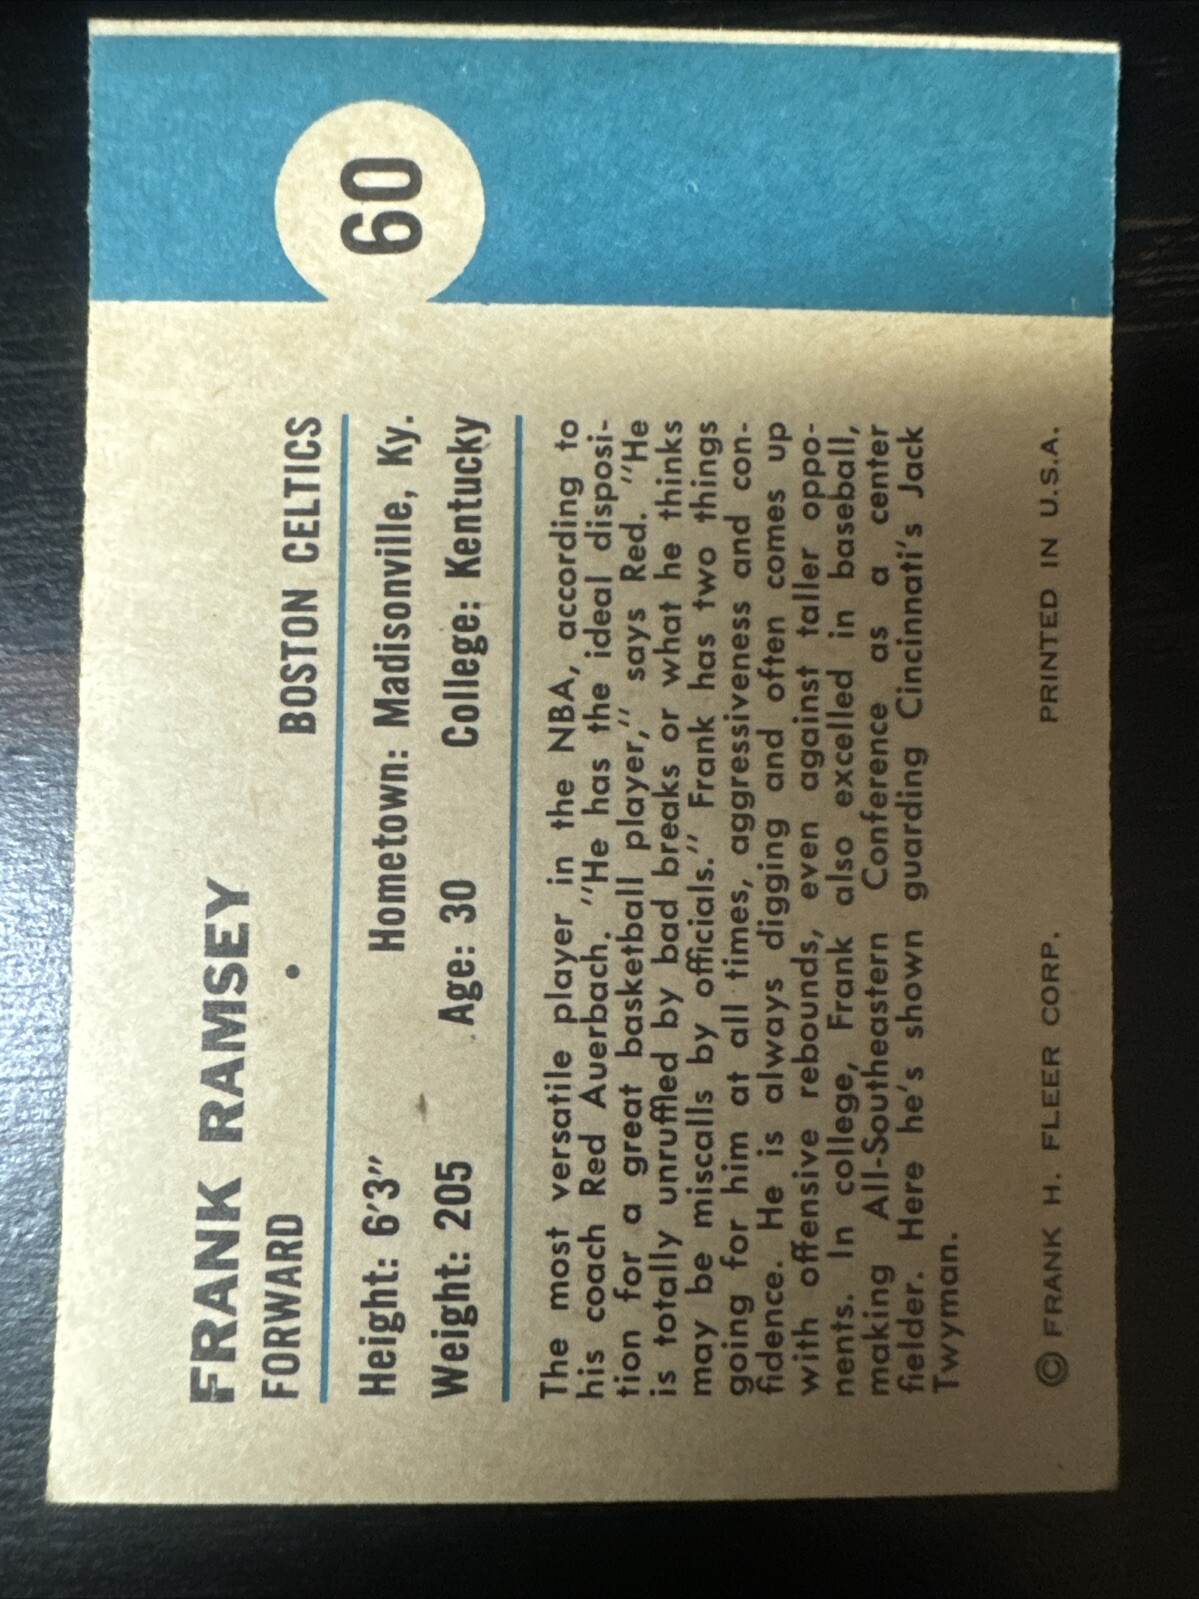 60
FRANK RAMSEY
FORWARD • BOSTON CELTICS
Height: 6'3" Hometown: Madisonville, Ky.
Weight: 205 Age: 30 College: Kentucky
The most versatile player in the NBA, according to
his coach Red Auerbach. "He has the ideal disposi-
tion for a great basketball player," says Red. "He
is totally unruffled by bad breaks or what he thinks
may be miscalls by officials." Frank has two things
going for him at all times, aggressiveness and con-
fidence. He is always digging and often comes up
with offensive rebounds, even against taller oppo-
nents. In college, Frank also excelled in baseball,
making All-Southeastern Conference as a center
fielder. Here he's shown guarding Cincinnati's Jack
Twyman.
© FRANK H. FLEER CORP. PRINTED IN U.S.A.